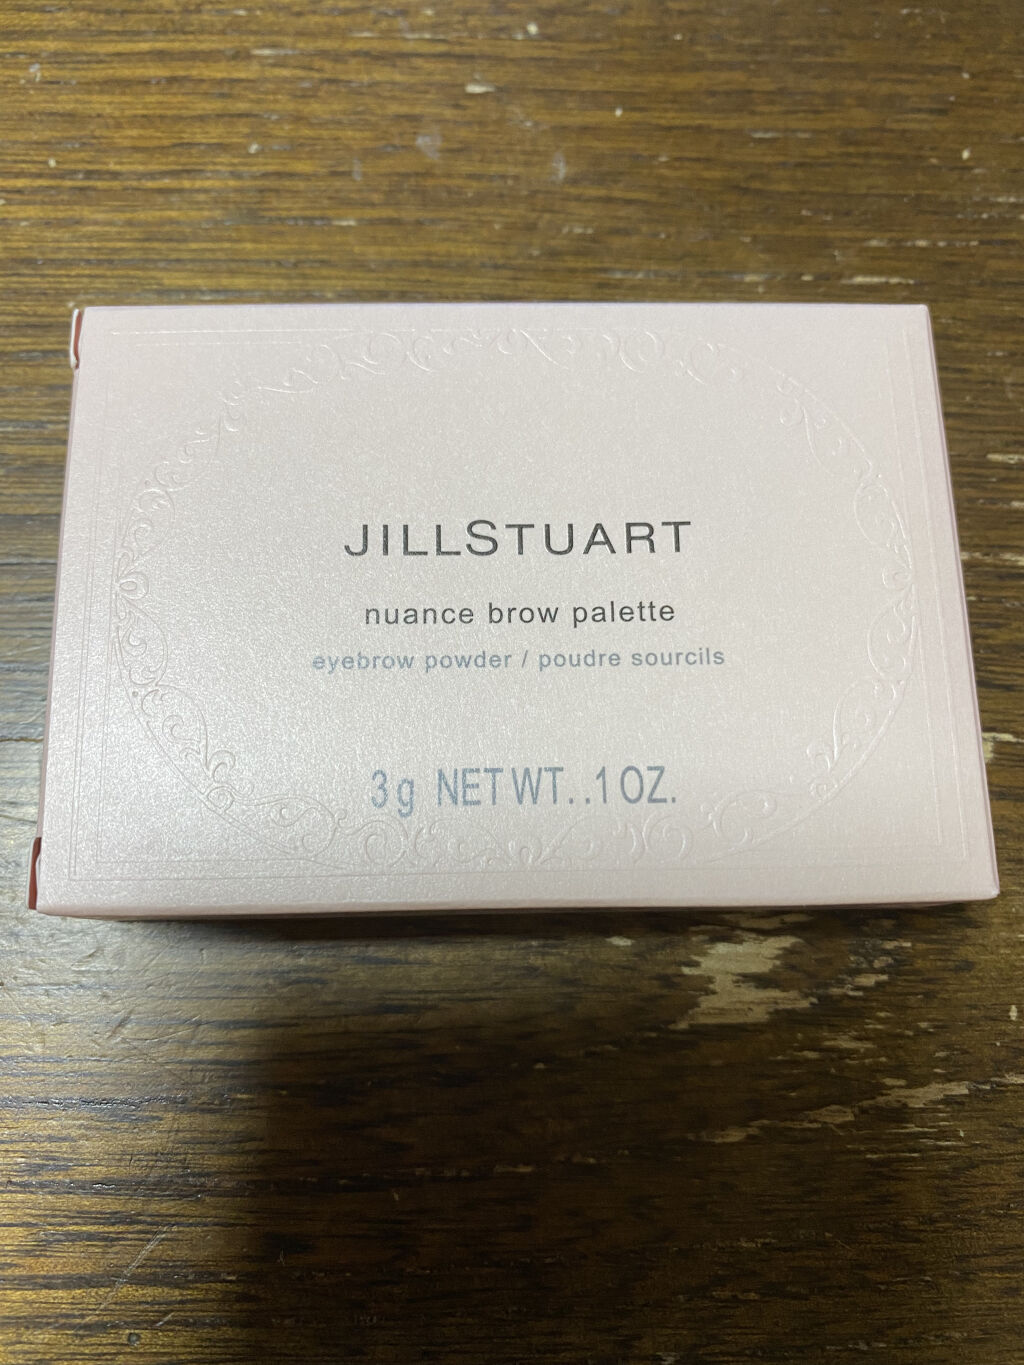 JILLSTUART
nuance brow palette
eyebrow powder / poudre sourcils
3g NET WT. .1 OZ.